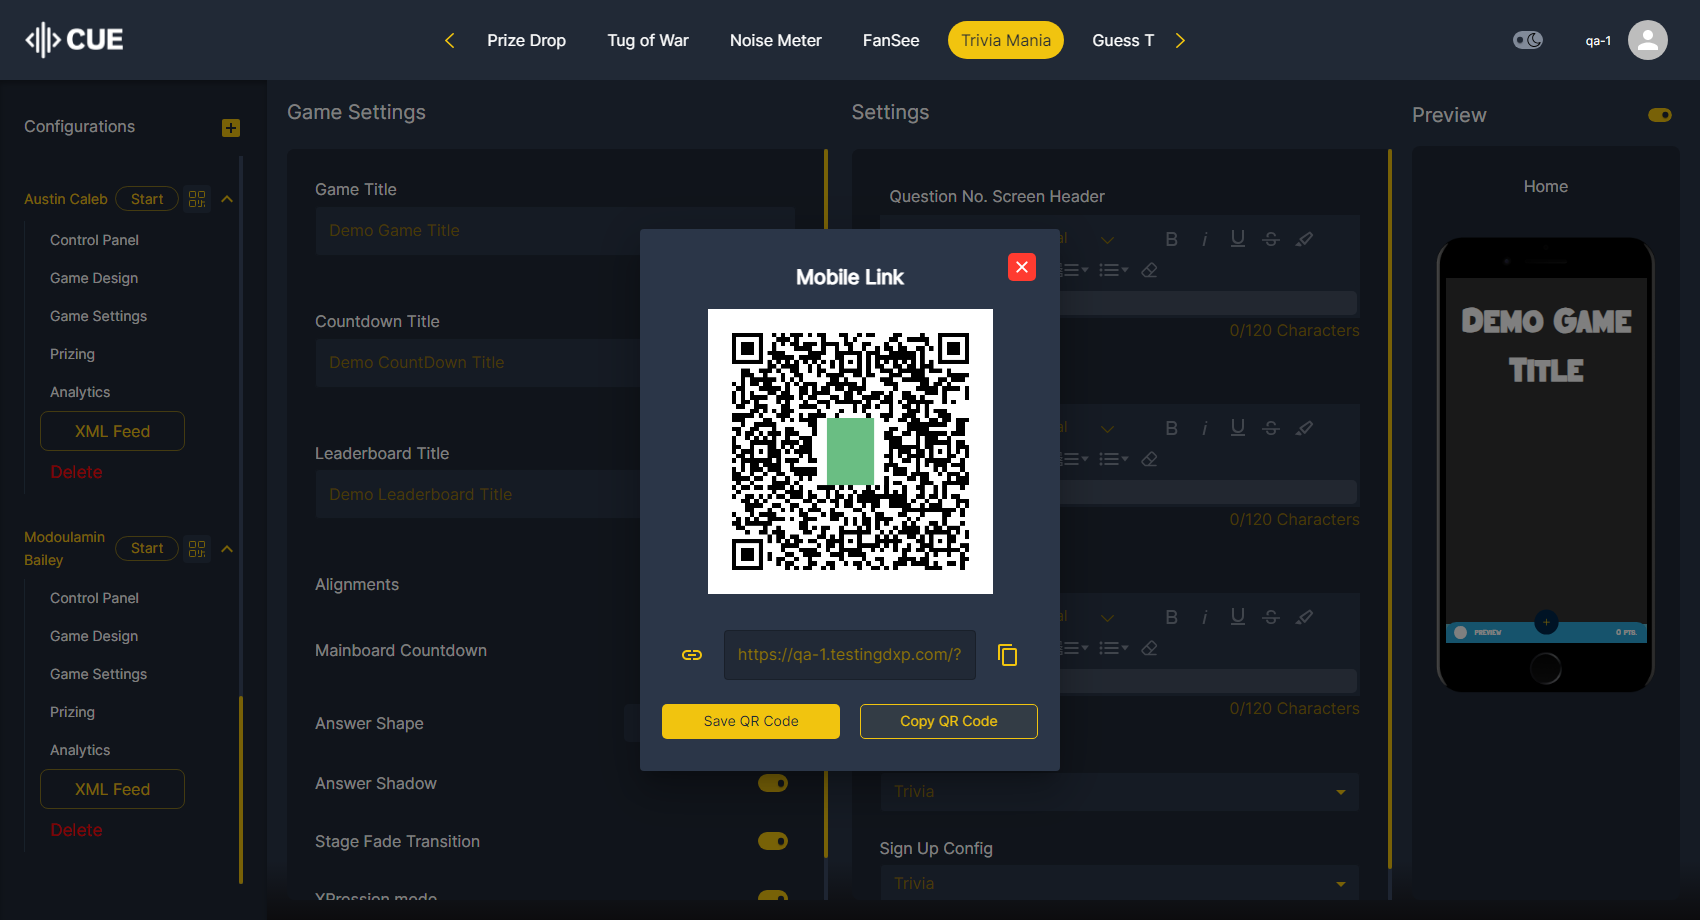 CUE
Prize Drop
Tug of War
Noise Meter
FanSee
Trivia Mania
Guess T
qa-1
Configurations
Austin Caleb
Start
Control Panel
Game Design
Game Settings
Prizing
Analytics
XML Feed
Delete
Modoulamin
Bailey
Start
Control Panel
Game Design
Game Settings
Prizing
Analytics
XML Feed
Delete
Game Settings
Game Title
Demo Game Title
Countdown Title
Demo CountDown Title
Leaderboard Title
Demo Leaderboard Title
Alignments
Mainboard Countdown
Answer Shape
Answer Shadow
Stage Fade Transition
XPression mode
Mobile Link
https://qa-1.testingdxp.com/?
Save QR Code
Copy QR Code
Settings
Question No. Screen Header
B i U S
0/120 Characters
B i U S
0/120 Characters
B i U S
0/120 Characters
Trivia
Sign Up Config
Trivia
Preview
Home
Demo Game
Title
PREVIEW
0 PTS.